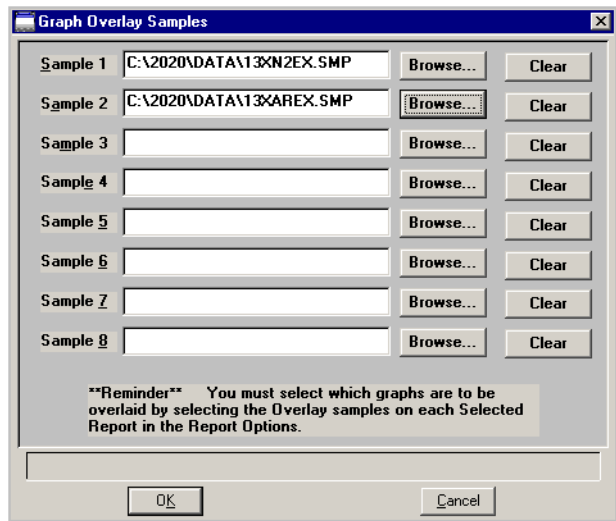 Graph Overlay Samples
Sample 1 C:\2020\DATA\13XN2EX.SMP Browse... Clear
Sample 2 C:\2020\DATA\13XAREX.SMP Browse... Clear
Sample 3 Browse... Clear
Sample 4 Browse... Clear
Sample 5 Browse... Clear
Sample 6 Browse... Clear
Sample 7 Browse... Clear
Sample 8 Browse... Clear
**Reminder** You must select which graphs are to be
overlaid by selecting the Overlay samples on each Selected
Report in the Report Options.
OK Cancel